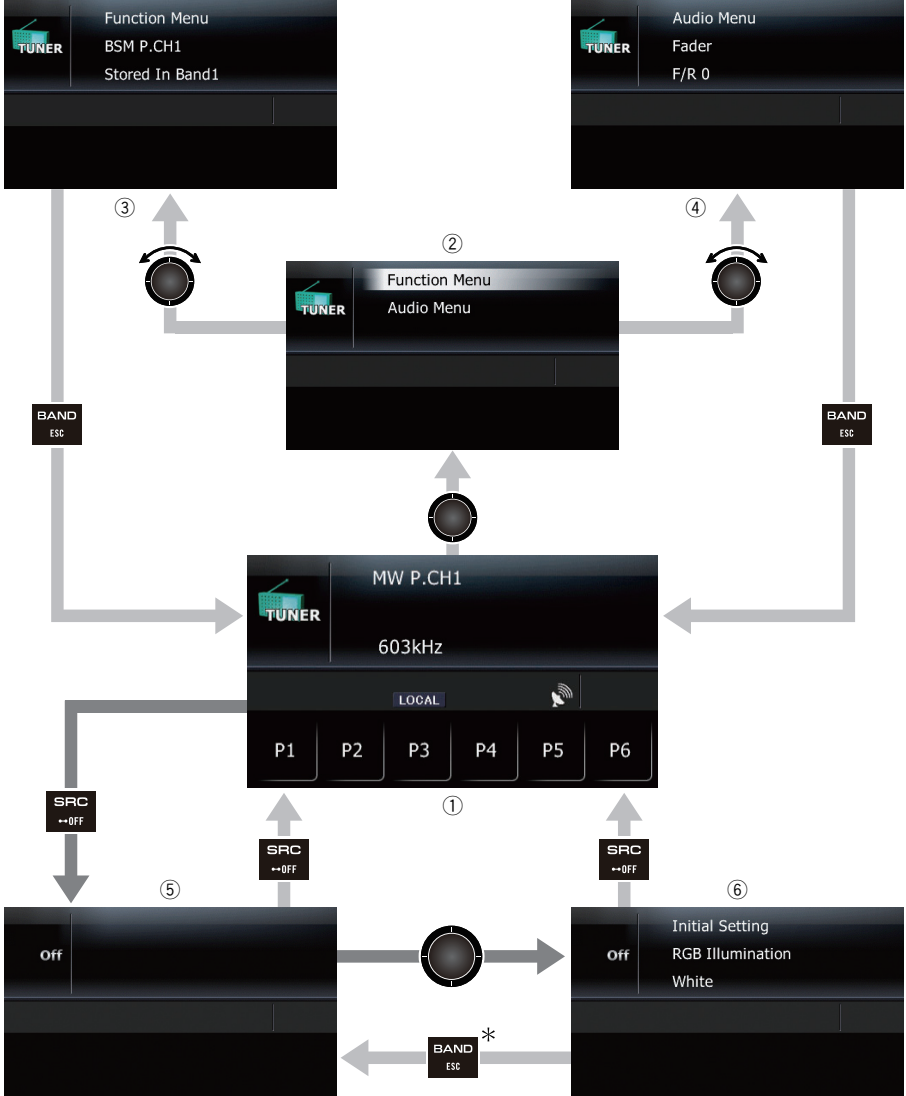 Function Menu
TUNER
BSM P.CH1
Stored In Band1
Audio Menu
TUNER
Fader
F/R 0
③
④
②
Function Menu
TUNER
Audio Menu
BAND
ESC
BAND
ESC
MW P.CH1
TUNER
603kHz
LOCAL
P1 P2 P3 P4 P5 P6
①
SRC
⊷OFF
SRC
⊷OFF
SRC
⊷OFF
⑤
⑥
Off
Initial Setting
Off
RGB Illumination
White
BAND
ESC
*